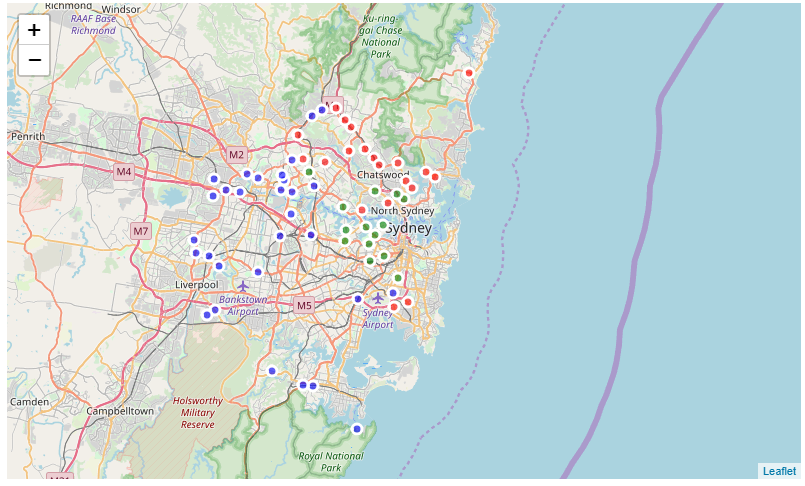 Richmond
Windsor
RAAF Base
Richmond
Ku-ring-
gai Chase
National
Park
+
−
Penrith
M2
M4
Chatswood
North Sydney
Sydney
M7
Liverpool
Bankstown
Airport
M5
Sydney
Airport
Camden
Campbelltown
Holsworthy
Military
Reserve
Royal National
Park
Leaflet